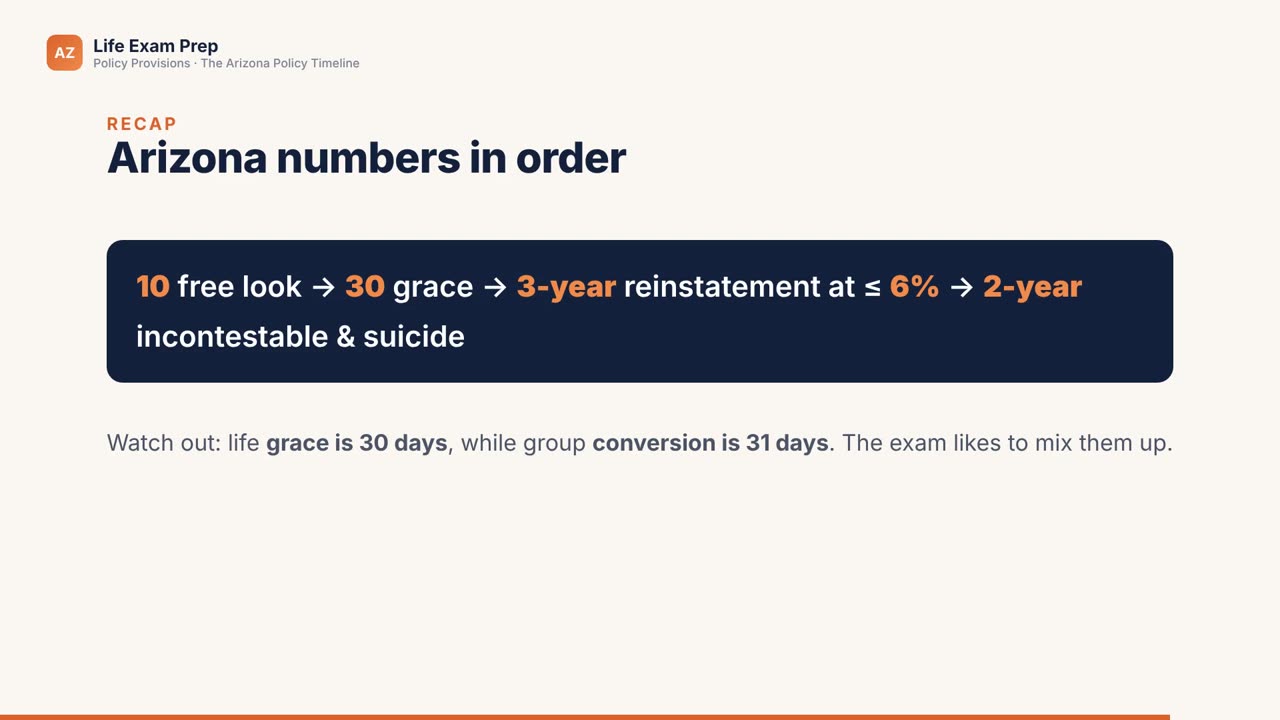 AZ
Life Exam Prep
Policy Provisions · The Arizona Policy Timeline
RECAP
Arizona numbers in order
10 free look → 30 grace → 3-year reinstatement at ≤ 6% → 2-year
incontestable & suicide
Watch out: life grace is 30 days, while group conversion is 31 days. The exam likes to mix them up.